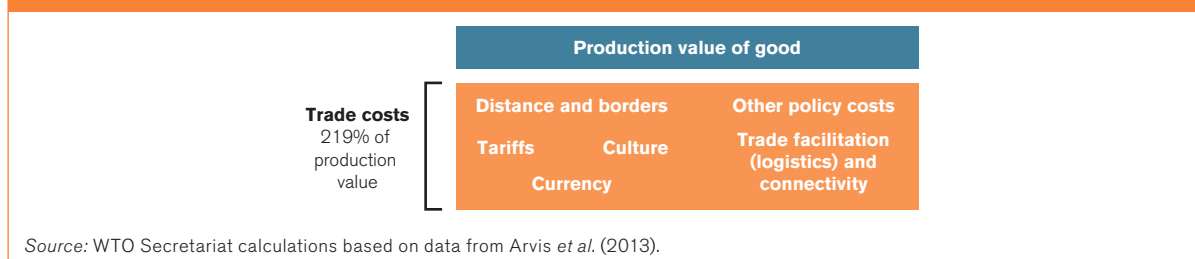 Production value of good
Trade costs
219% of
production
value
Distance and borders
Other policy costs
Tariffs
Culture
Trade facilitation
(logistics) and
connectivity
Currency
Source: WTO Secretariat calculations based on data from Arvis et al. (2013).